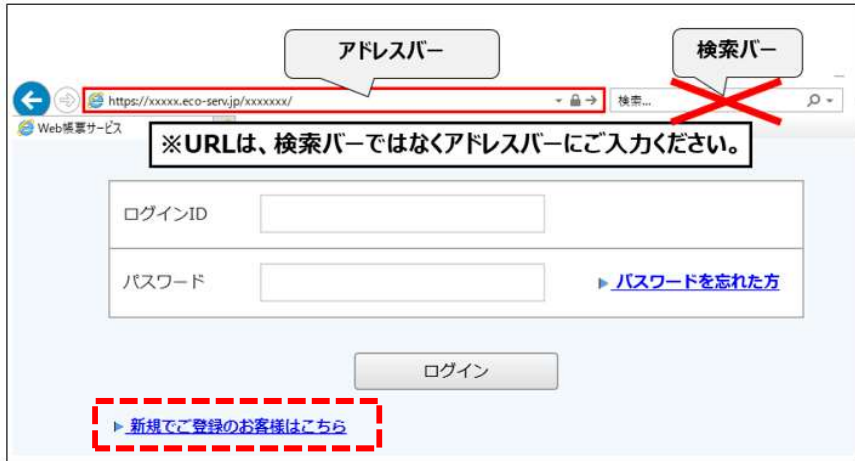 アドレスバー
検索バー
https://xxxxx.eco-serv.jp/xxxxxxx/
検索...
Web帳票サービス
※URLは、検索バーではなくアドレスバーにご入力ください。
ログインID
パスワード
パスワードを忘れた方
ログイン
新規でご登録のお客様はこちら